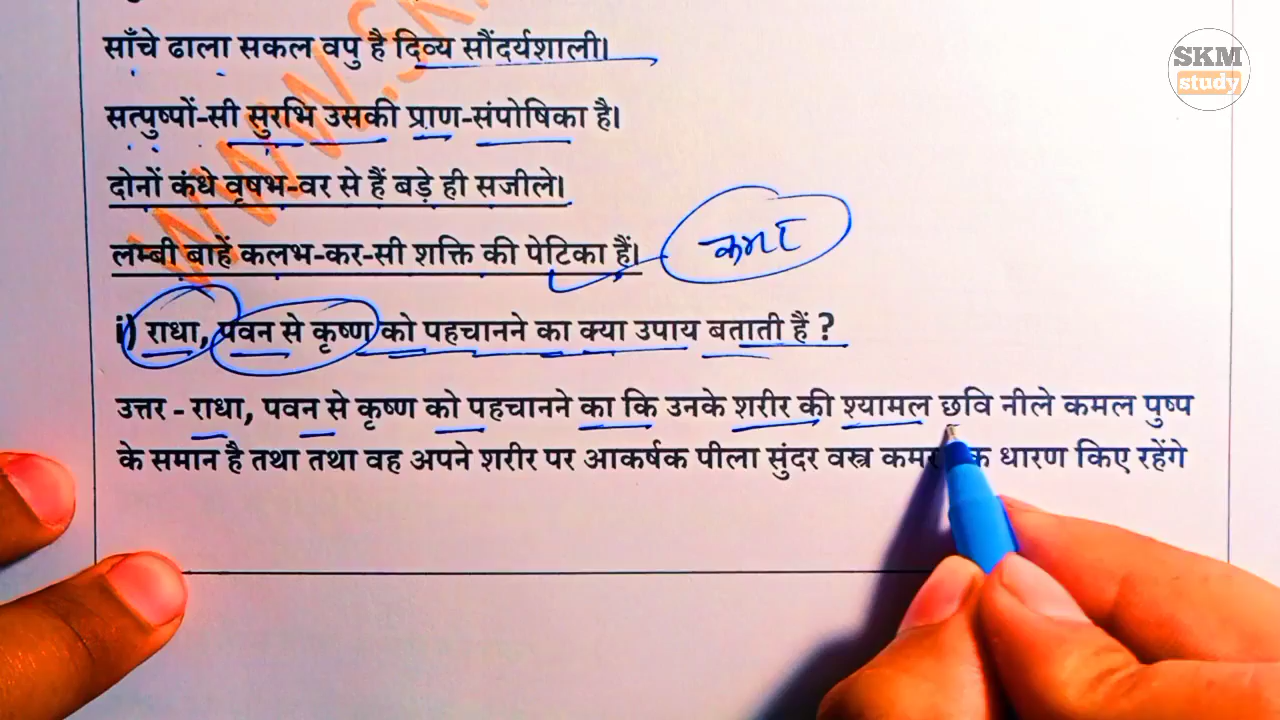 SKM
study
साँचे ढाला सकल वपु है दिव्य सौंदर्यशाली।
सत्पुष्पों-सी सुरभि उसकी प्राण-संपोषिका है।
दोनों कंधे वृषभ-वर से हैं बड़े ही सजीले।
लम्बी बाहें कलभ-कर-सी शक्ति की पेटिका हैं।
i) राधा, पवन से कृष्ण को पहचानने का क्या उपाय बताती हैं ?
उत्तर - राधा, पवन से कृष्ण को पहचानने का कि उनके शरीर की श्यामल छवि नीले कमल पुष्प
के समान है तथा तथा वह अपने शरीर पर आकर्षक पीला सुंदर वस्त्र धारण किए रहेंगे